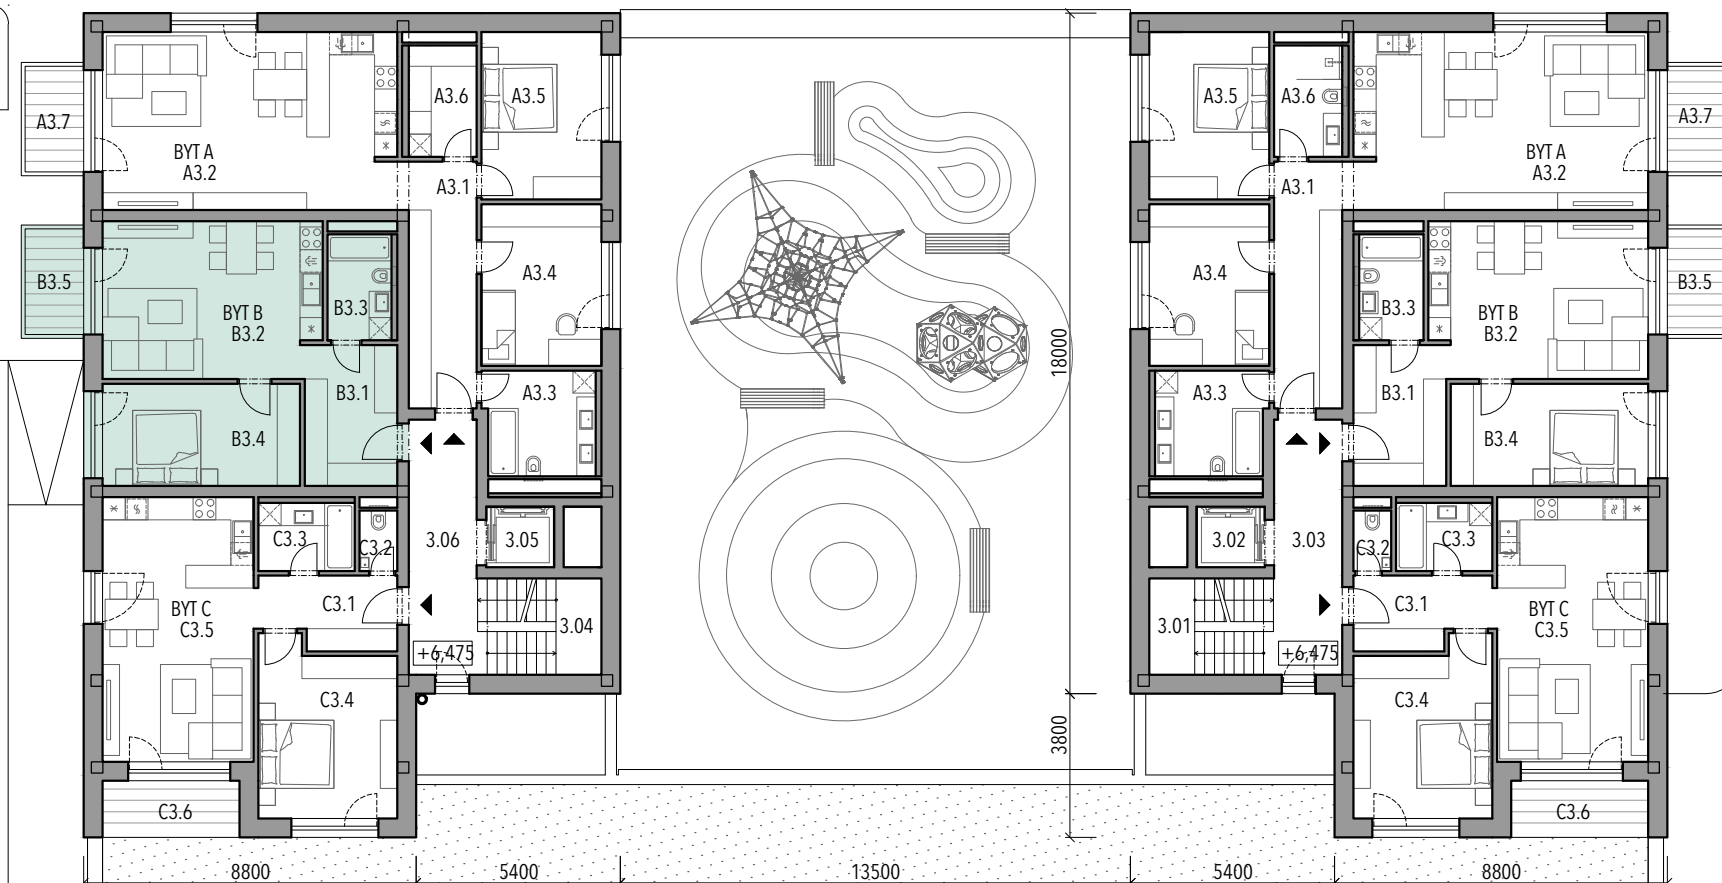 A3.7
BYT A
A3.2
A3.6
A3.5
A3.1
A3.4
A3.3
B3.5
BYT B
B3.2
B3.3
B3.1
B3.4
C3.3
C3.2
C3.1
BYT C
C3.5
C3.4
C3.6
3.06
3.05
3.04
+6,475
18000
3800
A3.5
A3.6
A3.7
BYT A
A3.2
A3.1
A3.4
A3.3
B3.5
BYT B
B3.2
B3.3
B3.1
B3.4
3.02
3.03
3.01
+6,475
C3.2
C3.3
C3.1
BYT C
C3.5
C3.4
C3.6
8800
5400
13500
5400
8800